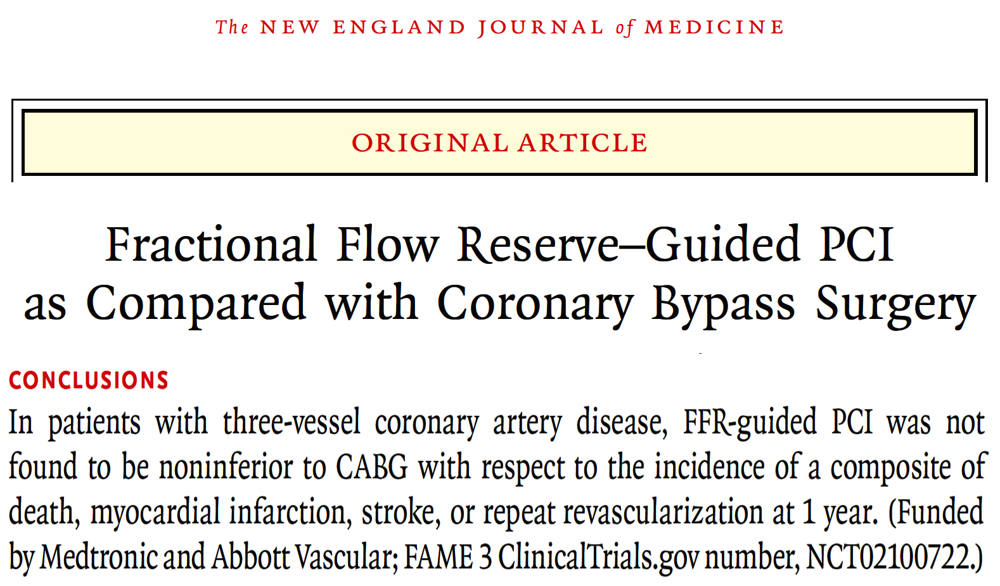 The NEW ENGLAND JOURNAL of MEDICINE
ORIGINAL ARTICLE
Fractional Flow Reserve–Guided PCI
as Compared with Coronary Bypass Surgery
CONCLUSIONS
In patients with three-vessel coronary artery disease, FFR-guided PCI was not
found to be noninferior to CABG with respect to the incidence of a composite of
death, myocardial infarction, stroke, or repeat revascularization at 1 year. (Funded
by Medtronic and Abbott Vascular; FAME 3 ClinicalTrials.gov number, NCT02100722.)